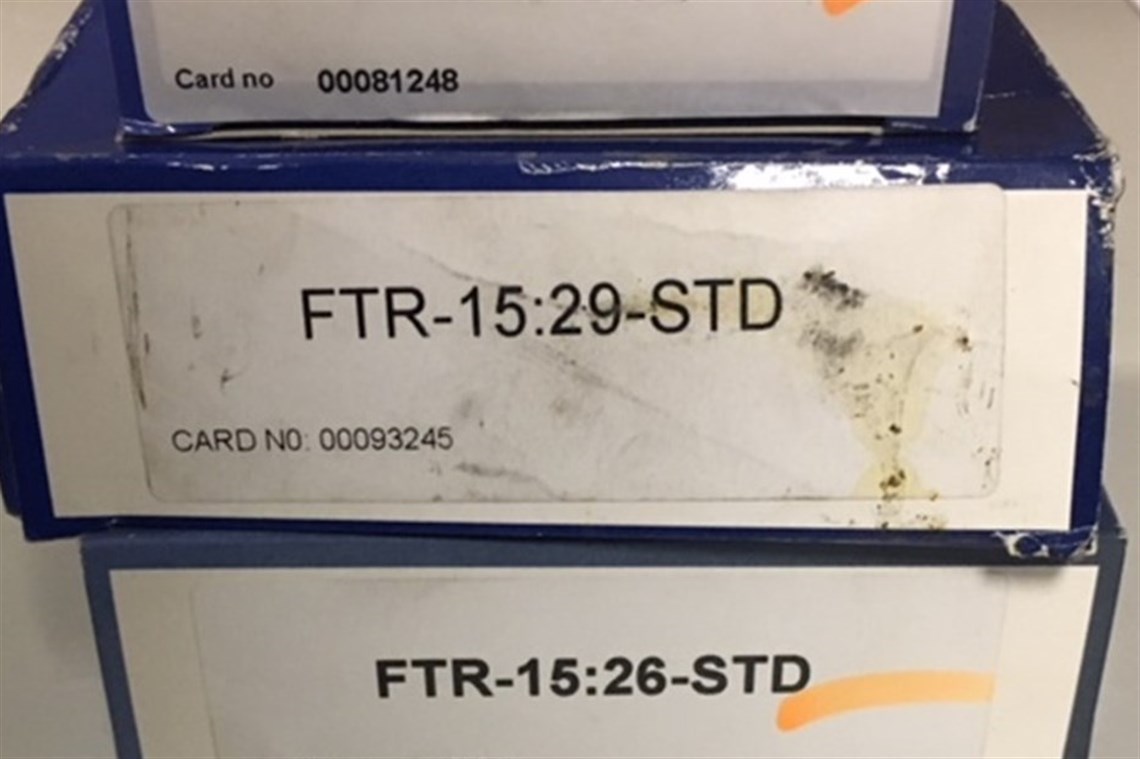 Card no 00081248
FTR-15:29-STD
CARD N0: 00093245
FTR-15:26-STD